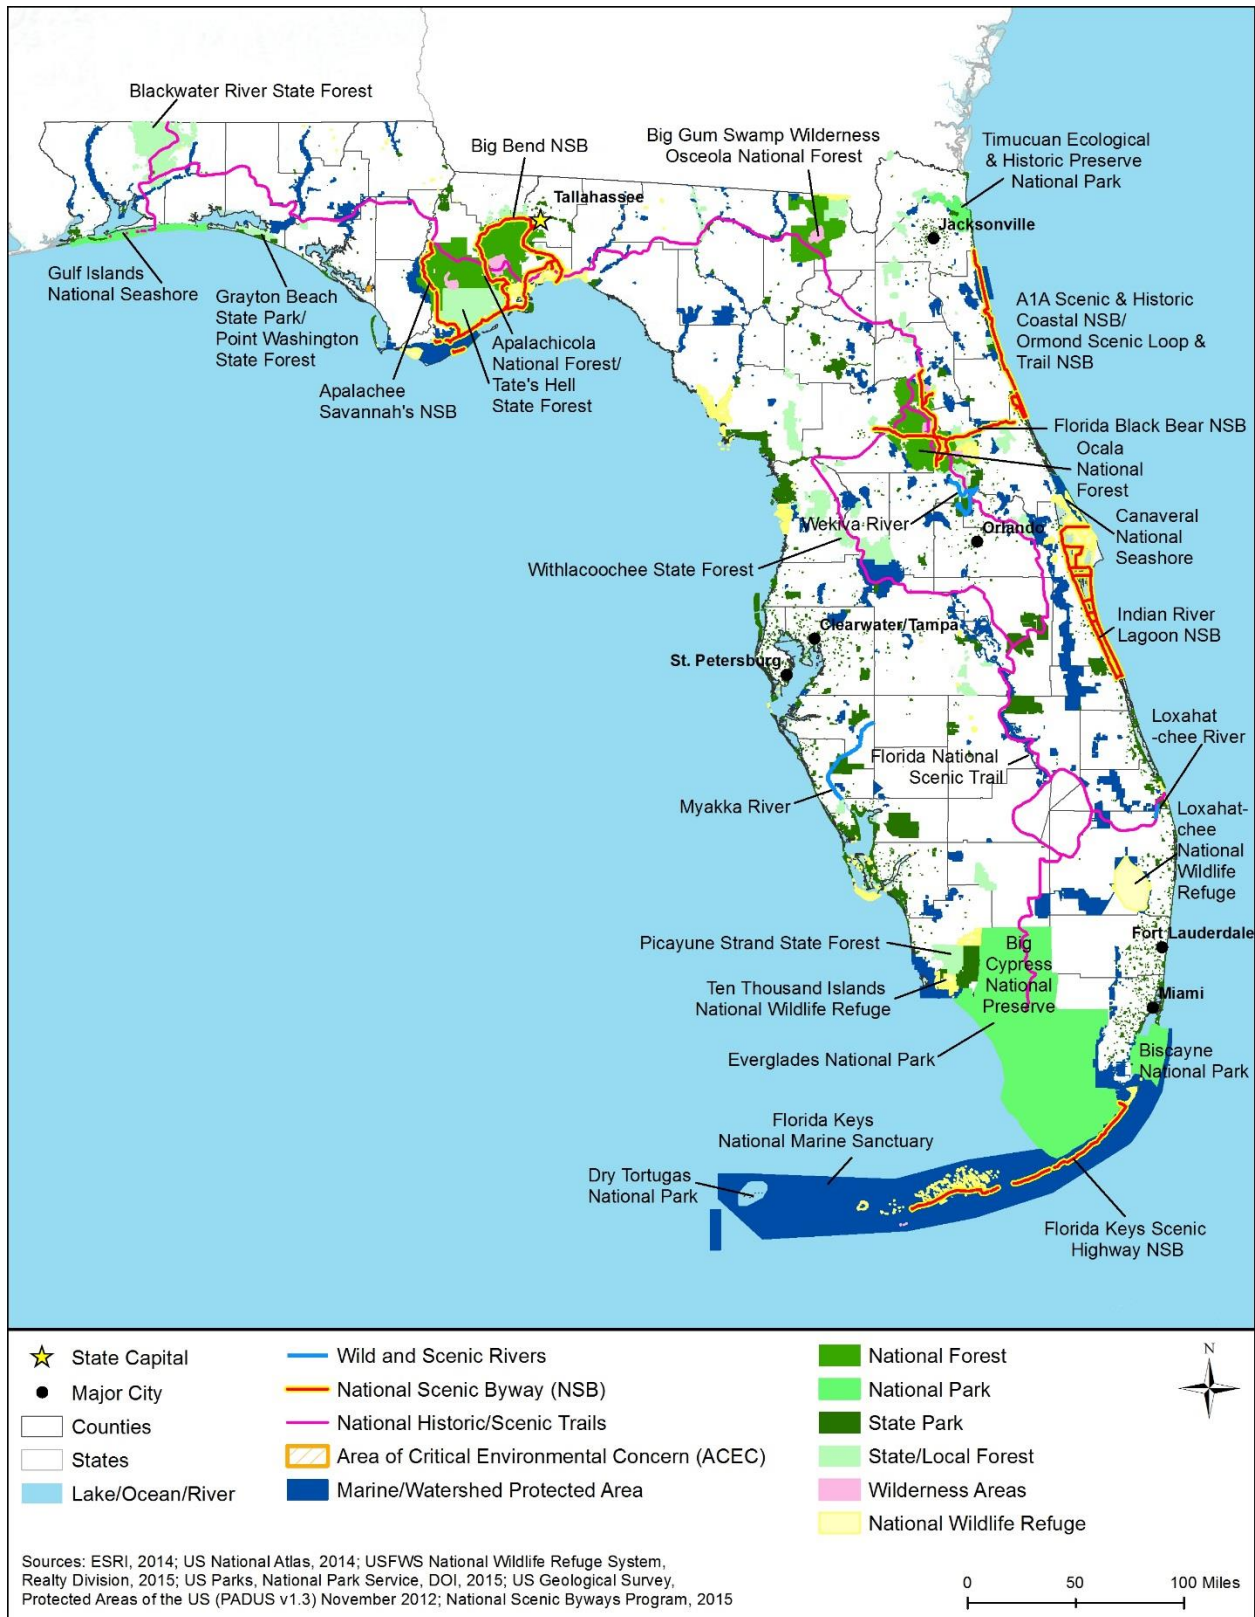 Blackwater River State Forest
Big Bend NSB
Big Gum Swamp Wilderness
Osceola National Forest
Timucuan Ecological
& Historic Preserve
National Park
Tallahassee
Jacksonville
Gulf Islands
National Seashore
Grayton Beach
State Park/
Point Washington
State Forest
Apalachee
Savannah's NSB
Apalachicola
National Forest/
Tate's Hell
State Forest
A1A Scenic & Historic
Coastal NSB/
Ormond Scenic Loop &
Trail NSB
Florida Black Bear NSB
Ocala
National
Forest
Wekiva River
Orlando
Canaveral
National
Seashore
Withlacoochee State Forest
Clearwater/Tampa
St. Petersburg
Indian River
Lagoon NSB
Loxahat
-chee River
Florida National
Scenic Trail
Myakka River
Loxahat-
chee
National
Wildlife
Refuge
Picayune Strand State Forest
Fort Lauderdale
Big
Cypress
National
Preserve
Ten Thousand Islands
National Wildlife Refuge
Miami
Everglades National Park
Biscayne
National Park
Florida Keys
National Marine Sanctuary
Dry Tortugas
National Park
Florida Keys Scenic
Highway NSB
State Capital
Major City
Counties
States
Lake/Ocean/River
Wild and Scenic Rivers
National Scenic Byway (NSB)
National Historic/Scenic Trails
Area of Critical Environmental Concern (ACEC)
Marine/Watershed Protected Area
National Forest
National Park
State Park
State/Local Forest
Wilderness Areas
National Wildlife Refuge
N
Sources: ESRI, 2014; US National Atlas, 2014; USFWS National Wildlife Refuge System,
Realty Division, 2015; US Parks, National Park Service, DOI, 2015; US Geological Survey,
Protected Areas of the US (PADUS v1.3) November 2012; National Scenic Byways Program, 2015
0 50 100 Miles